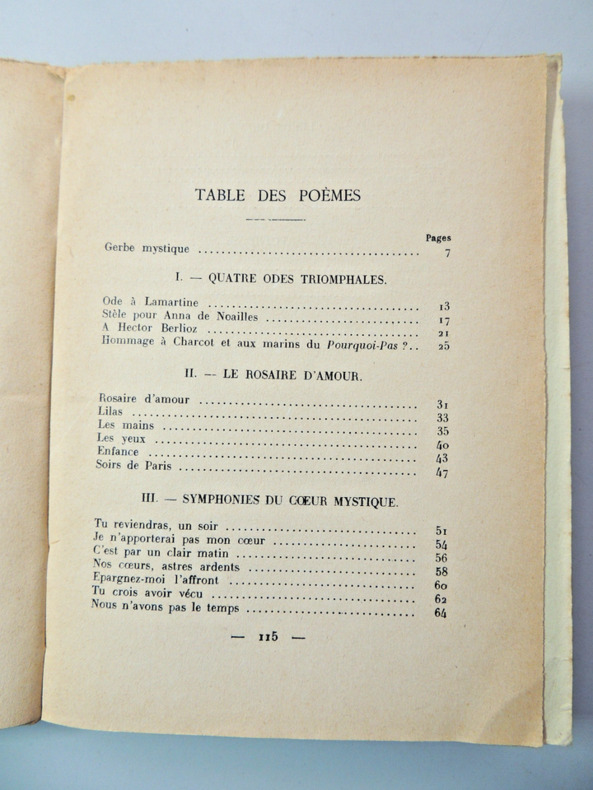 TABLE DES POÈMES
Pages
Gerbe mystique ..................................... 7
I. — QUATRE ODES TRIOMPHALES.
Ode à Lamartine ..................................... 13
Stèle pour Anna de Noailles .......................... 17
A Hector Berlioz ..................................... 21
Hommage à Charcot et aux marins du Pourquoi-Pas ?.. 25
II. — LE ROSAIRE D'AMOUR.
Rosaire d'amour ..................................... 31
Lilas ................................................ 33
Les mains ............................................ 35
Les yeux ............................................. 40
Enfance .............................................. 43
Soirs de Paris ....................................... 47
III. — SYMPHONIES DU CŒUR MYSTIQUE.
Tu reviendras, un soir ............................... 51
Je n'apporterai pas mon cœur ......................... 54
C'est par un clair matin ............................. 56
Nos cœurs, astres ardents ............................ 58
Epargnez-moi l'affront ............................... 60
Tu crois avoir vécu .................................. 62
Nous n'avons pas le temps ............................ 64
— 115 —